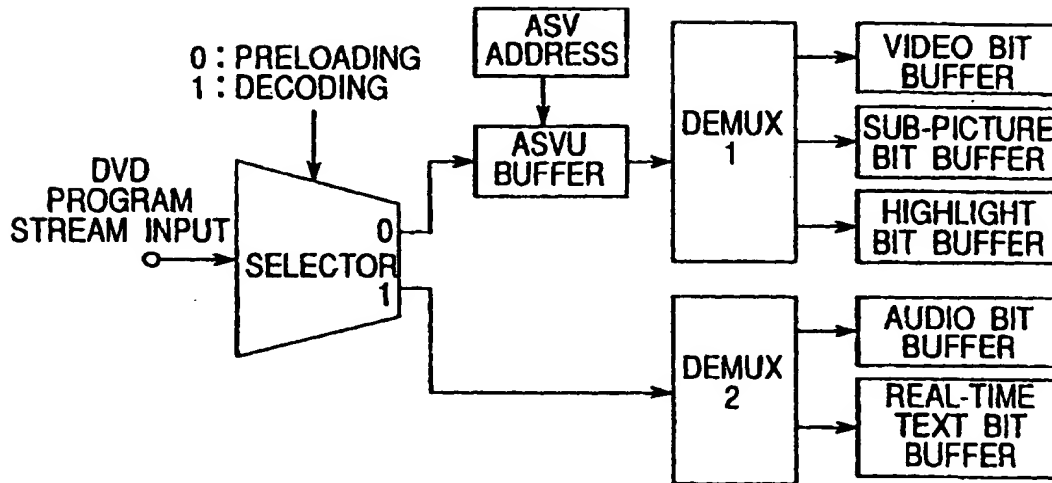 0 : PRELOADING
1 : DECODING
DVD
PROGRAM
STREAM INPUT
SELECTOR
0
1
ASV
ADDRESS
ASVU
BUFFER
DEMUX
1
VIDEO BIT
BUFFER
SUB-PICTURE
BIT BUFFER
HIGHLIGHT
BIT BUFFER
DEMUX
2
AUDIO BIT
BUFFER
REAL-TIME
TEXT BIT
BUFFER